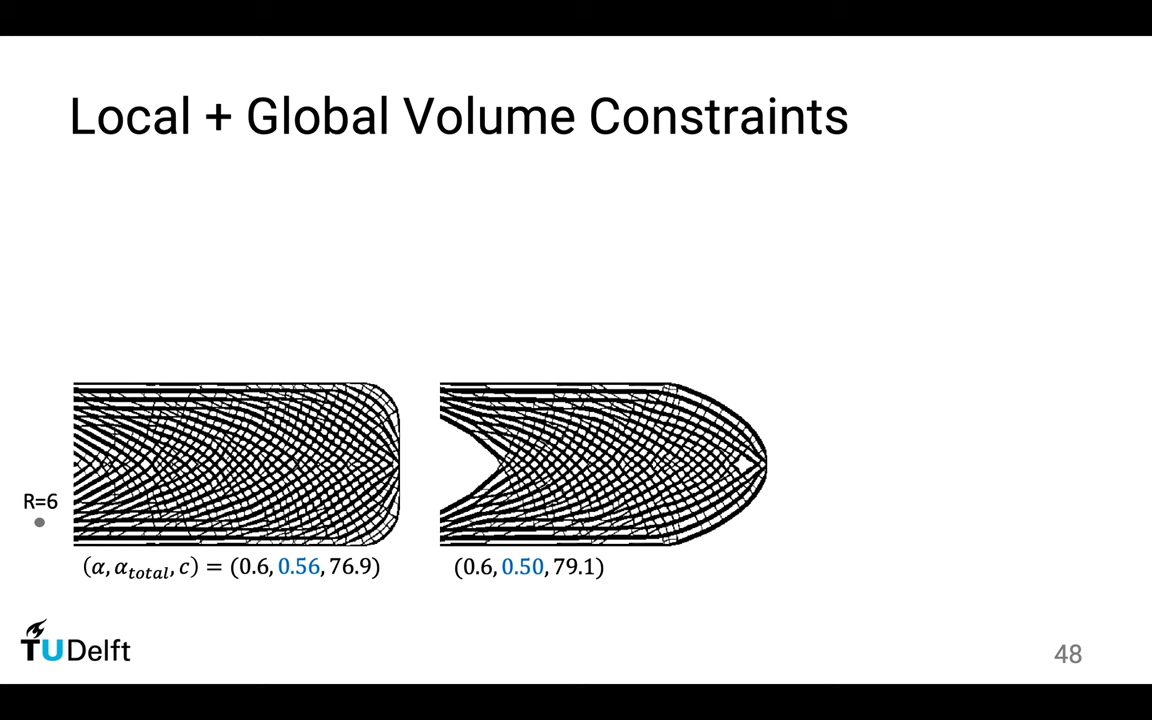 Local + Global Volume Constraints
R=6
(α, α_total, c) = (0.6, 0.56, 76.9)
(0.6, 0.50, 79.1)
TUDelft
48